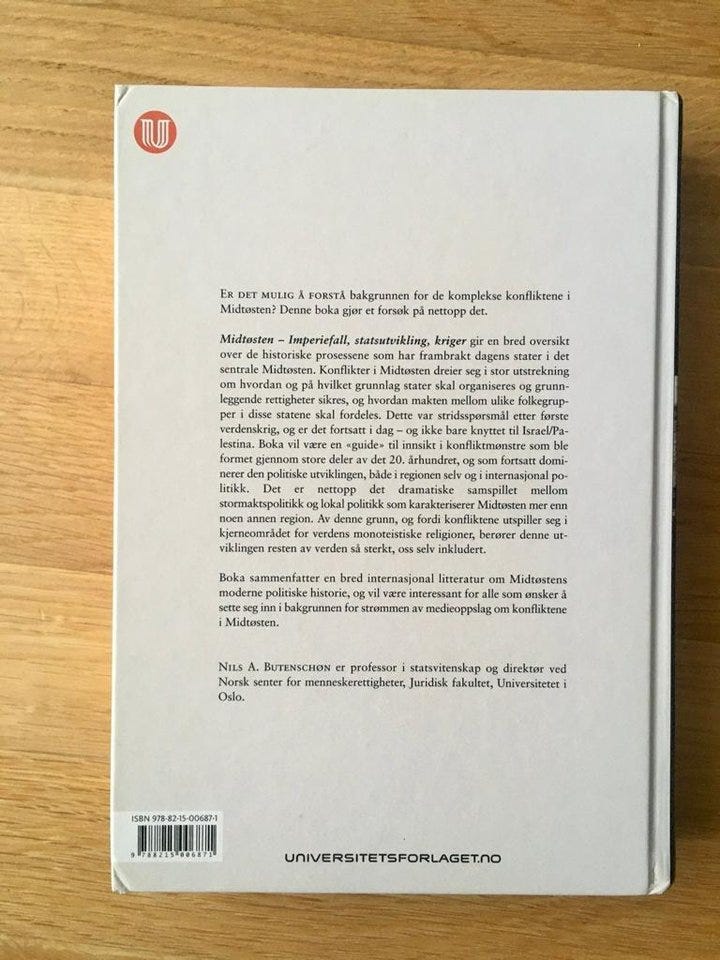 U
ER DET MULIG Å FORSTÅ bakgrunnen for de komplekse konfliktene i
Midtøsten? Denne boka gjør et forsøk på nettopp det.
Midtøsten – Imperiefall, statsutvikling, kriger gir en bred oversikt
over de historiske prosessene som har frambrakt dagens stater i det
sentrale Midtøsten. Konflikter i Midtøsten dreier seg i stor utstrekning
om hvordan og på hvilket grunnlag stater skal organiseres og grunn-
leggende rettigheter sikres, og hvordan makten mellom ulike folkegrup-
per i disse statene skal fordeles. Dette var stridsspørsmål etter første
verdenskrig, og er det fortsatt i dag – og ikke bare knyttet til Israel/Pa-
lestina. Boka vil være en «guide» til innsikt i konfliktmønstre som ble
formet gjennom store deler av det 20. århundret, og som fortsatt domi-
nerer den politiske utviklingen, både i regionen selv og i internasjonal po-
litikk. Det er nettopp det dramatiske samspillet mellom
stormaktspolitikk og lokal politikk som karakteriserer Midtøsten mer enn
noen annen region. Av denne grunn, og fordi konfliktene utspiller seg i
kjerneområdet for verdens monoteistiske religioner, berører denne ut-
viklingen resten av verden så sterkt, oss selv inkludert.
Boka sammenfatter en bred internasjonal litteratur om Midtøstens
moderne politiske historie, og vil være interessant for alle som ønsker å
sette seg inn i bakgrunnen for strømmen av medieoppslag om konfliktene
i Midtøsten.
NILS A. BUTENSCHØN er professor i statsvitenskap og direktør ved
Norsk senter for menneskerettigheter, Juridisk fakultet, Universitetet i
Oslo.
ISBN 978-82-15-00687-1
9 788215 006871
UNIVERSITETSFORLAGET.NO